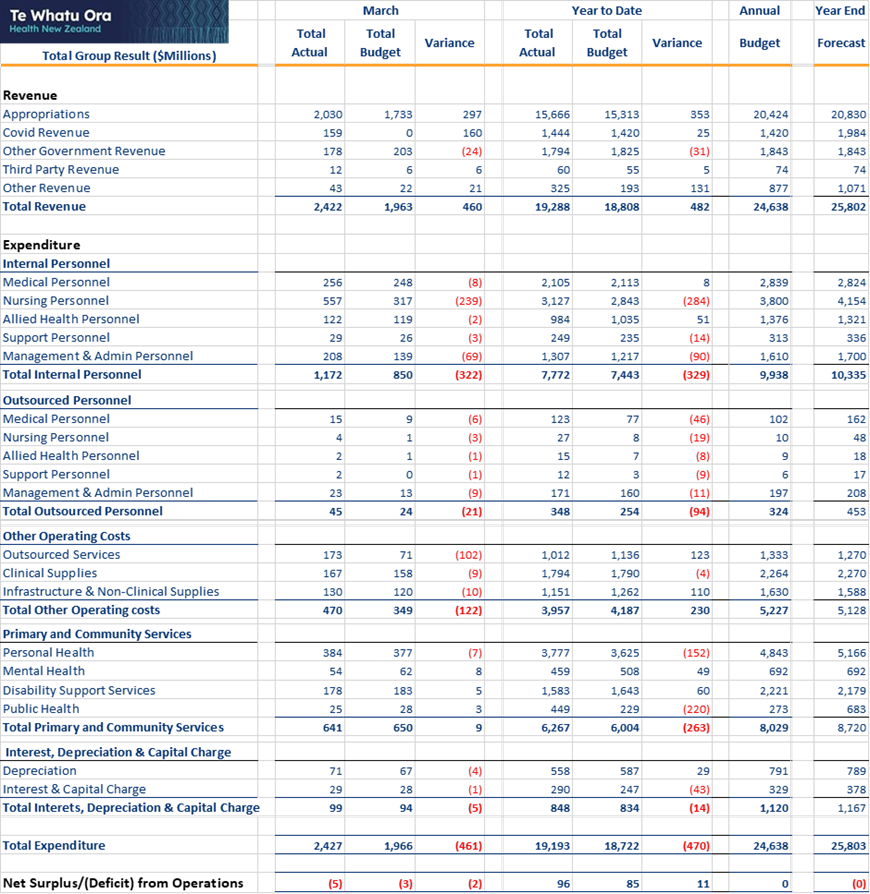 Te Whatu Ora
Health New Zealand
March Year to Date Annual Year End
Total Group Result ($Millions) Total Actual Total Budget Variance Total Actual Total Budget Variance Budget Forecast
Revenue
Appropriations 2,030 1,733 297 15,666 15,313 353 20,424 20,830
Covid Revenue 159 0 160 1,444 1,420 25 1,420 1,984
Other Government Revenue 178 203 (24) 1,794 1,825 (31) 1,843 1,843
Third Party Revenue 12 6 6 60 55 5 74 74
Other Revenue 43 22 21 325 193 131 877 1,071
Total Revenue 2,422 1,963 460 19,288 18,808 482 24,638 25,802
Expenditure
Internal Personnel
Medical Personnel 256 248 (8) 2,105 2,113 8 2,839 2,824
Nursing Personnel 557 317 (239) 3,127 2,843 (284) 3,800 4,154
Allied Health Personnel 122 119 (2) 984 1,035 51 1,376 1,321
Support Personnel 29 26 (3) 249 235 (14) 313 336
Management & Admin Personnel 208 139 (69) 1,307 1,217 (90) 1,610 1,700
Total Internal Personnel 1,172 850 (322) 7,772 7,443 (329) 9,938 10,335
Outsourced Personnel
Medical Personnel 15 9 (6) 123 77 (46) 102 162
Nursing Personnel 4 1 (3) 27 8 (19) 10 48
Allied Health Personnel 2 1 (1) 15 7 (8) 9 18
Support Personnel 2 0 (1) 12 3 (9) 6 17
Management & Admin Personnel 23 13 (9) 171 160 (11) 197 208
Total Outsourced Personnel 45 24 (21) 348 254 (94) 324 453
Other Operating Costs
Outsourced Services 173 71 (102) 1,012 1,136 123 1,333 1,270
Clinical Supplies 167 158 (9) 1,794 1,790 (4) 2,264 2,270
Infrastructure & Non-Clinical Supplies 130 120 (10) 1,151 1,262 110 1,630 1,588
Total Other Operating costs 470 349 (122) 3,957 4,187 230 5,227 5,128
Primary and Community Services
Personal Health 384 377 (7) 3,777 3,625 (152) 4,843 5,166
Mental Health 54 62 8 459 508 49 692 692
Disability Support Services 178 183 5 1,583 1,643 60 2,221 2,179
Public Health 25 28 3 449 229 (220) 273 683
Total Primary and Community Services 641 650 9 6,267 6,004 (263) 8,029 8,720
Interest, Depreciation & Capital Charge
Depreciation 71 67 (4) 558 587 29 791 789
Interest & Capital Charge 29 28 (1) 290 247 (43) 329 378
Total Interets, Depreciation & Capital Charge 99 94 (5) 848 834 (14) 1,120 1,167
Total Expenditure 2,427 1,966 (461) 19,193 18,722 (470) 24,638 25,803
Net Surplus/(Deficit) from Operations (5) (3) (2) 96 85 11 0 (0)